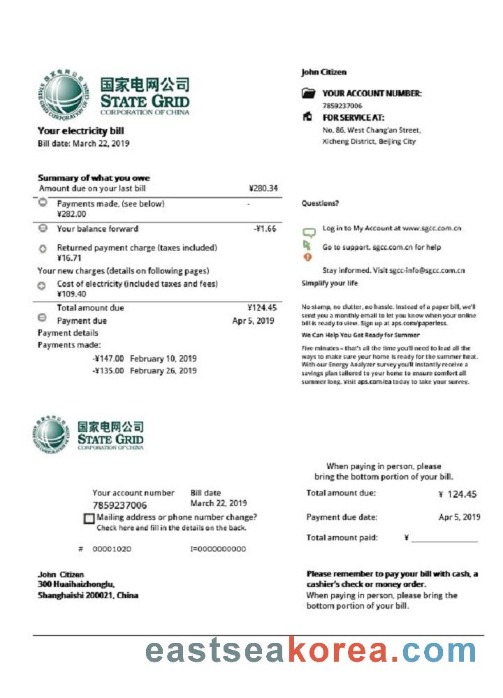 国家电网公司
STATE GRID
CORPORATION OF CHINA
Your electricity bill
Bill date: March 22, 2019
John Citizen
YOUR ACCOUNT NUMBER:
7859237006
FOR SERVICE AT:
No. 86, West Chang'an Street,
Xicheng District, Beijing City
Summary of what you owe
Amount due on your last bill ¥280.34
Payments made, (see below) -
¥282.00
Your balance forward -¥1.66
Returned payment charge (taxes included)
¥16.71
Your new charges (details on following pages)
Cost of electricity (included taxes and fees)
¥109.40
Total amount due ¥124.45
Payment due Apr 5, 2019
Payment details
Payments made:
-¥147.00 February 10, 2019
-¥135.00 February 26, 2019
Questions?
Log in to My Account at www.sgcc.com.cn
Go to support. sgcc.com.cn for help
Stay informed. Visit sgcc-info@sgcc.com.cn
Simplify your life
No stamp, no clutter, no hassle. Instead of a paper bill, we'll
send you a monthly email to let you know when your online
bill is ready to view. Sign up at aps.com/paperless.
We Can Help You Get Ready for Summer
Five minutes—that's all the time you'll need to lead all the
ways to make sure your home is ready for the summer heat.
With our Energy Analyzer survey you'll instantly receive a
savings plan tailored to your home to ensure comfort all
summer long. Visit aps.com/ea today to take your survey.
国家电网公司
STATE GRID
CORPORATION OF CHINA
Your account number Bill date
7859237006 March 22, 2019
Mailing address or phone number change?
Check here and fill in the details on the back.
# 00001020 I=0000000000
John Citizen
300 Huaihaizhonglu,
Shanghaishi 200021, China
When paying in person, please
bring the bottom portion of your bill.
Total amount due: ¥ 124.45
Payment due date: Apr 5, 2019
Total amount paid: ¥
Please remember to pay your bill with cash, a
cashier's check or money order.
When paying in person, please bring the
bottom portion of your bill.
eastseakorea.com